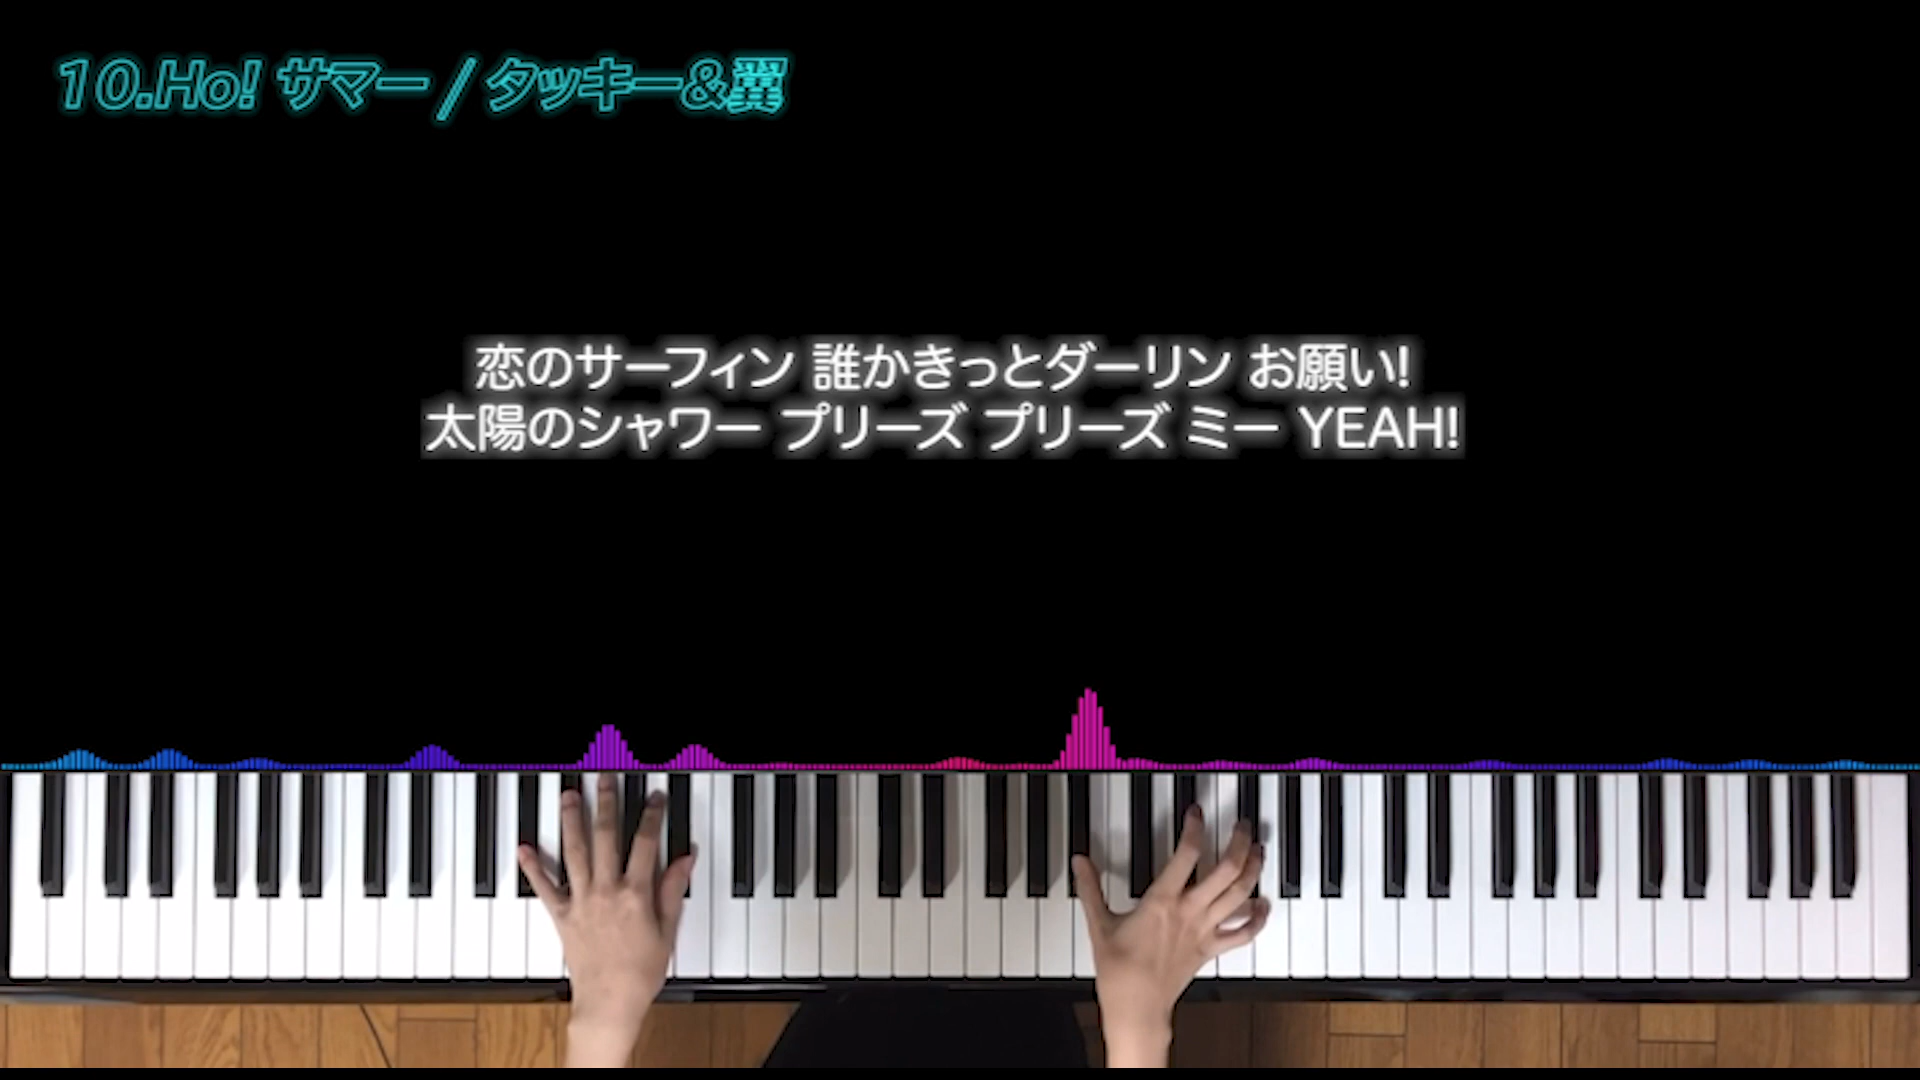 10.Ho! サマー / タッキー&翼
恋のサーフィン 誰かきっとダーリン お願い!
太陽のシャワー プリーズ プリーズ ミー YEAH!